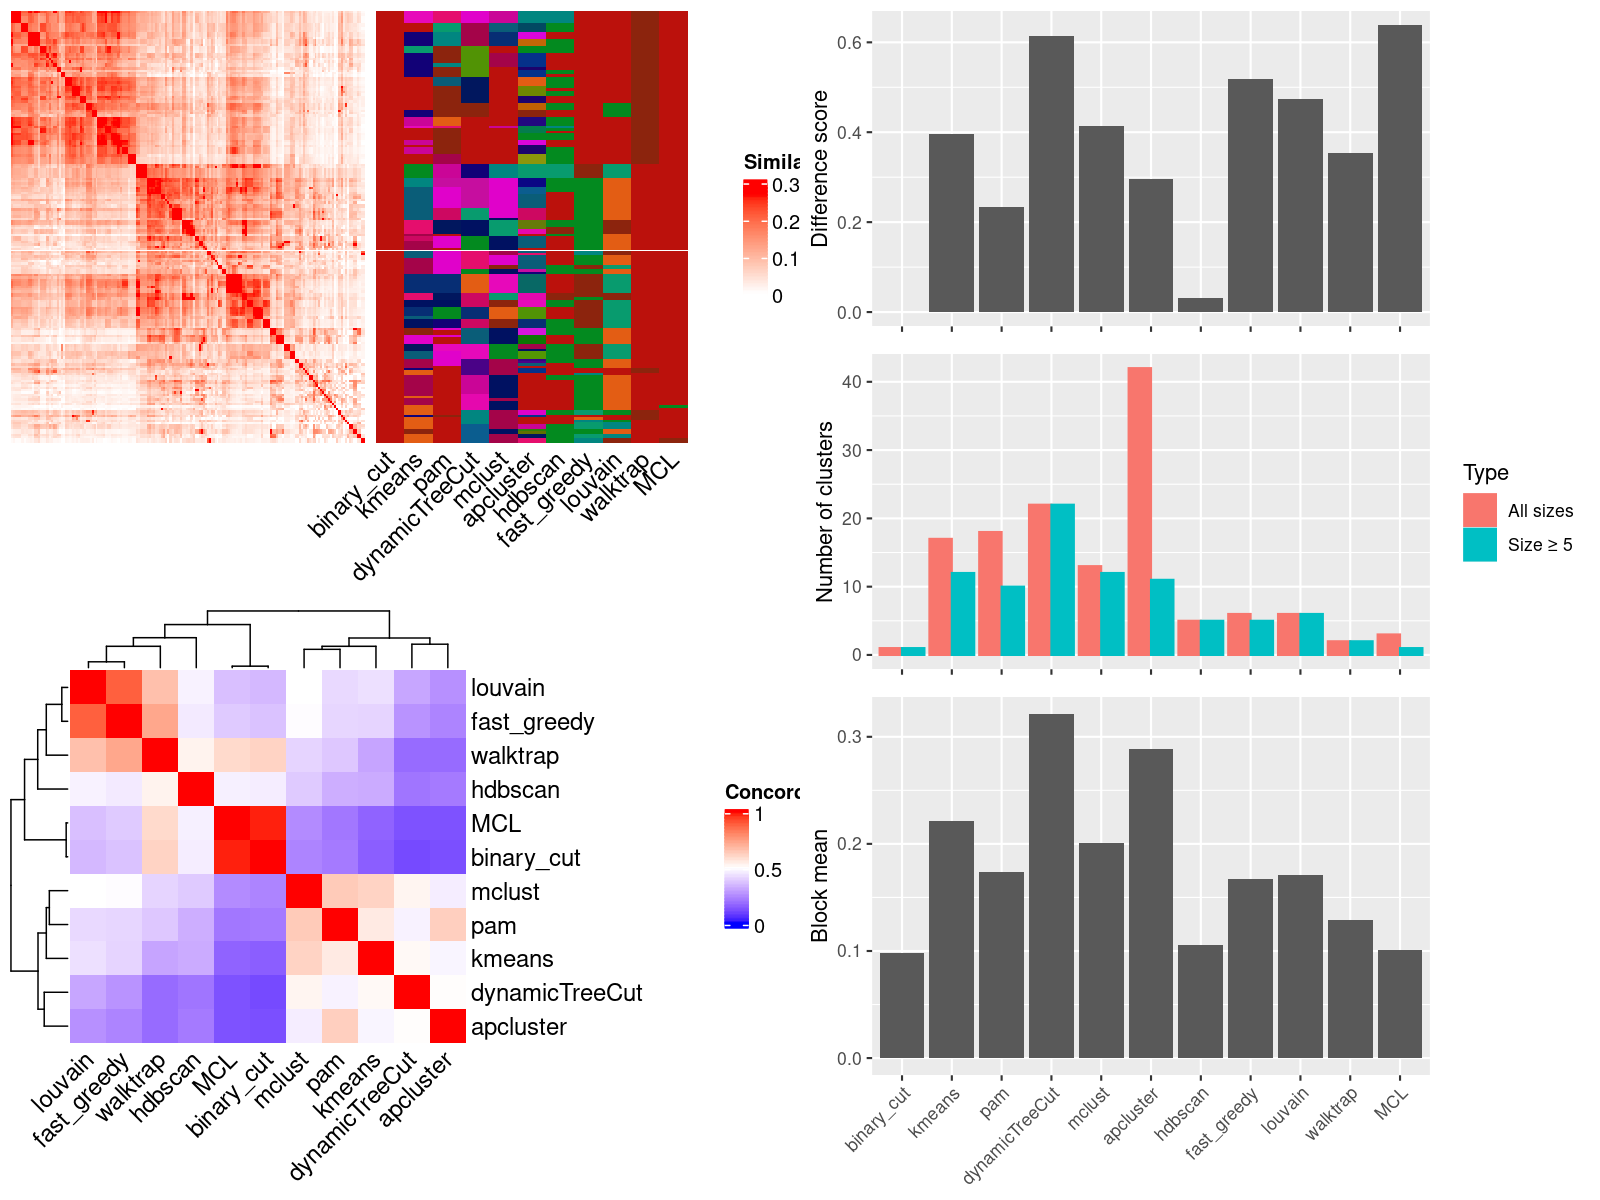 Simila
0.3
0.2
0.1
0
binary_cut
kmeans
pam
dynamicTreeCut
mclust
apcluster
hdbscan
fast_greedy
louvain
walktrap
MCL
louvain
fast_greedy
walktrap
hdbscan
MCL
binary_cut
mclust
pam
kmeans
dynamicTreeCut
apcluster
louvain
fast_greedy
walktrap
hdbscan
MCL
binary_cut
mclust
pam
kmeans
dynamicTreeCut
apcluster
Concord
1
0.5
0
Difference score
0.6
0.4
0.2
0.0
Number of clusters
40
30
20
10
0
Type
All sizes
Size ≥ 5
Block mean
0.3
0.2
0.1
0.0
binary_cut
kmeans
pam
dynamicTreeCut
mclust
apcluster
hdbscan
fast_greedy
louvain
walktrap
MCL